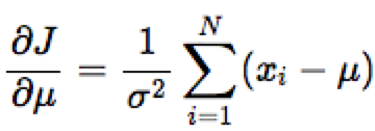 ∂J/∂μ = 1/σ² ∑_{i=1}^{N} (x_i − μ)